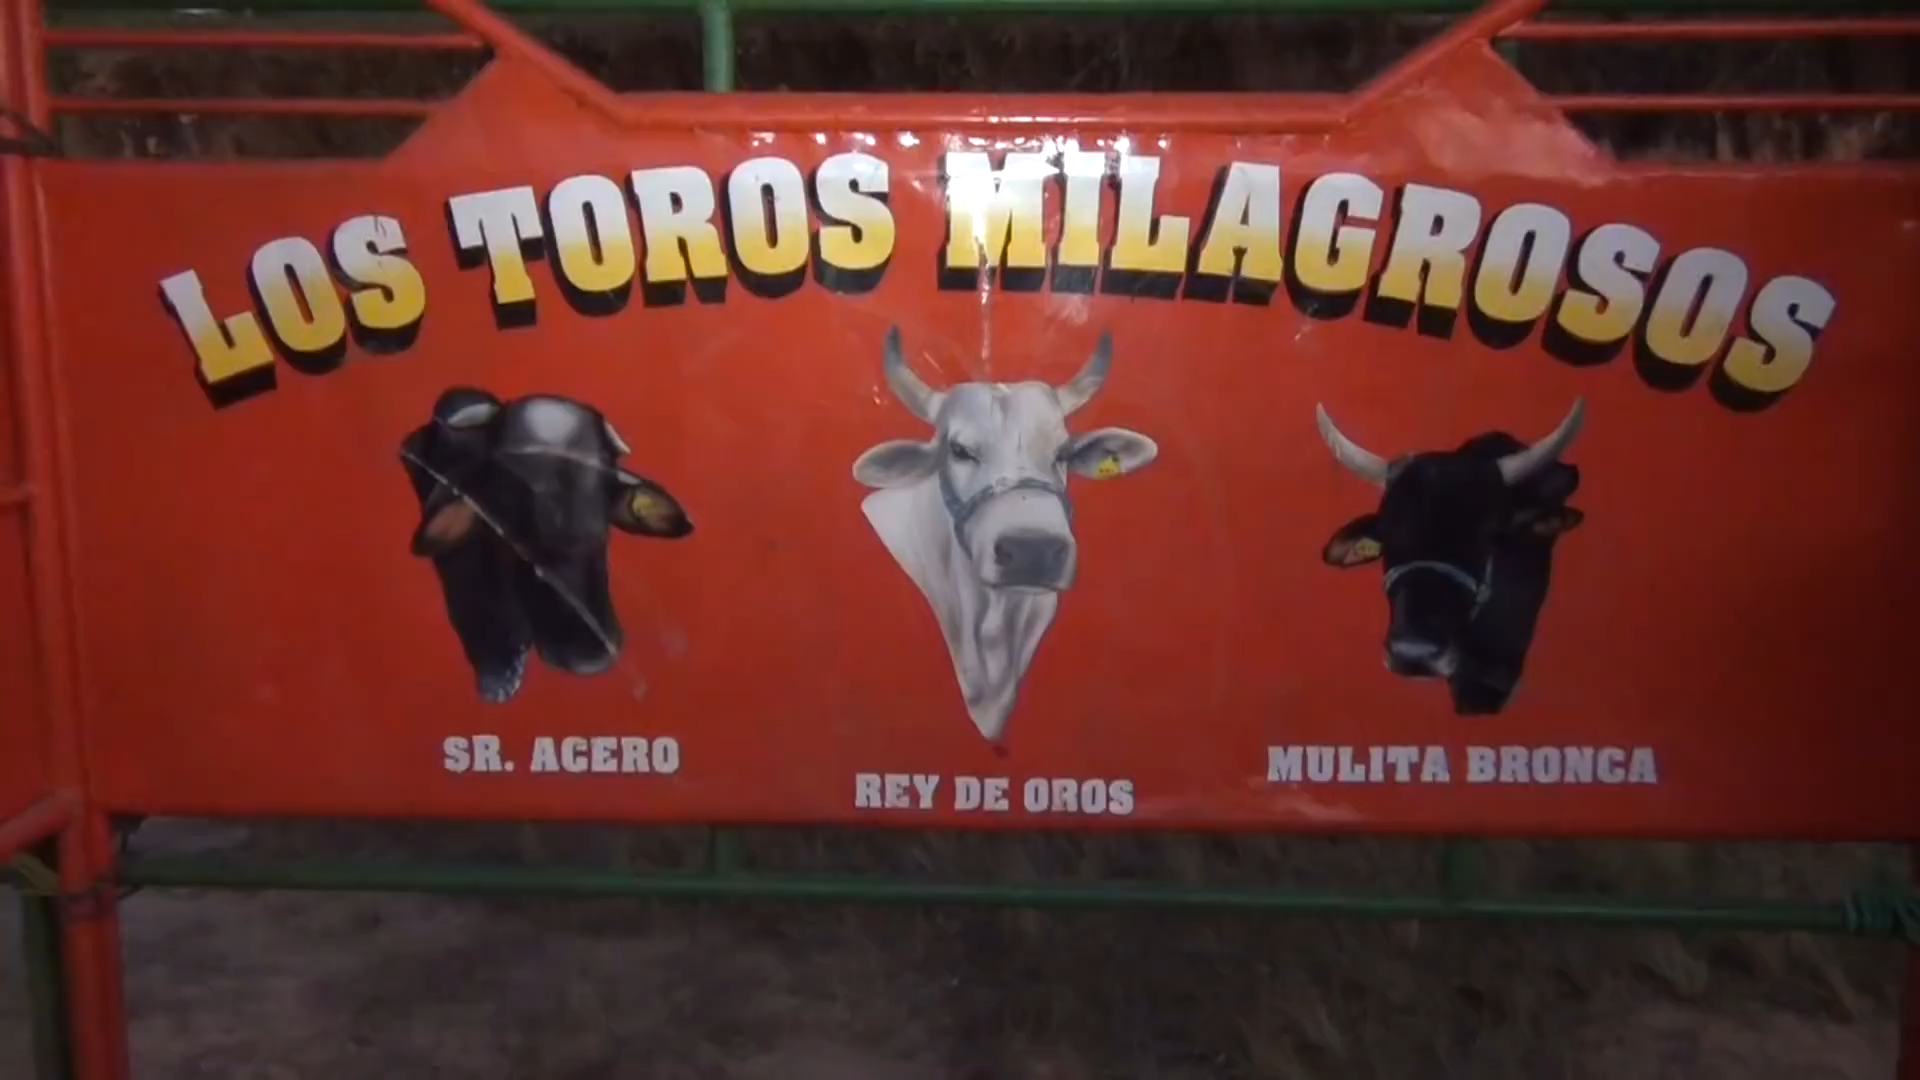 LOS TOROS MILAGROSOS
SR. ACERO
REY DE OROS
MULITA BRONCA